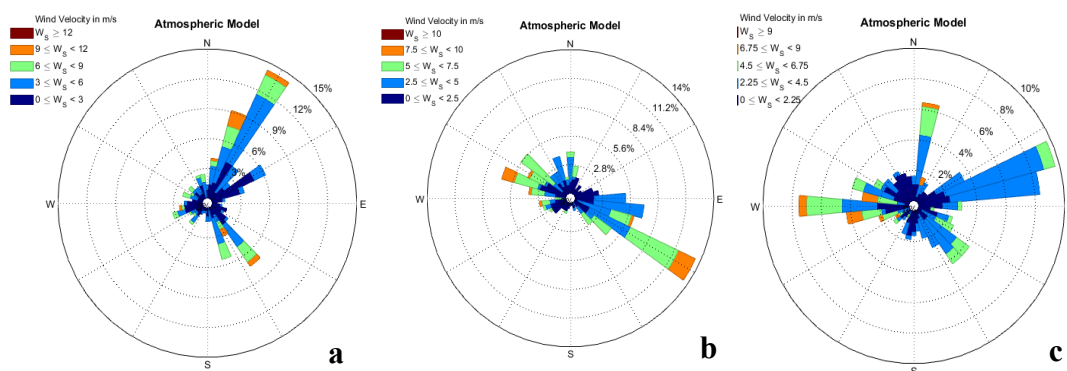 Wind Velocity in m/s
W_S ≥ 12
9 ≤ W_S < 12
6 ≤ W_S < 9
3 ≤ W_S < 6
0 ≤ W_S < 3
Atmospheric Model
N
15%
12%
9%
6%
3%
W
E
S
a
Wind Velocity in m/s
W_S ≥ 10
7.5 ≤ W_S < 10
5 ≤ W_S < 7.5
2.5 ≤ W_S < 5
0 ≤ W_S < 2.5
Atmospheric Model
N
14%
11.2%
8.4%
5.6%
2.8%
W
E
S
b
Wind Velocity in m/s
W_S ≥ 9
6.75 ≤ W_S < 9
4.5 ≤ W_S < 6.75
2.25 ≤ W_S < 4.5
0 ≤ W_S < 2.25
Atmospheric Model
N
10%
8%
6%
4%
2%
W
E
S
c